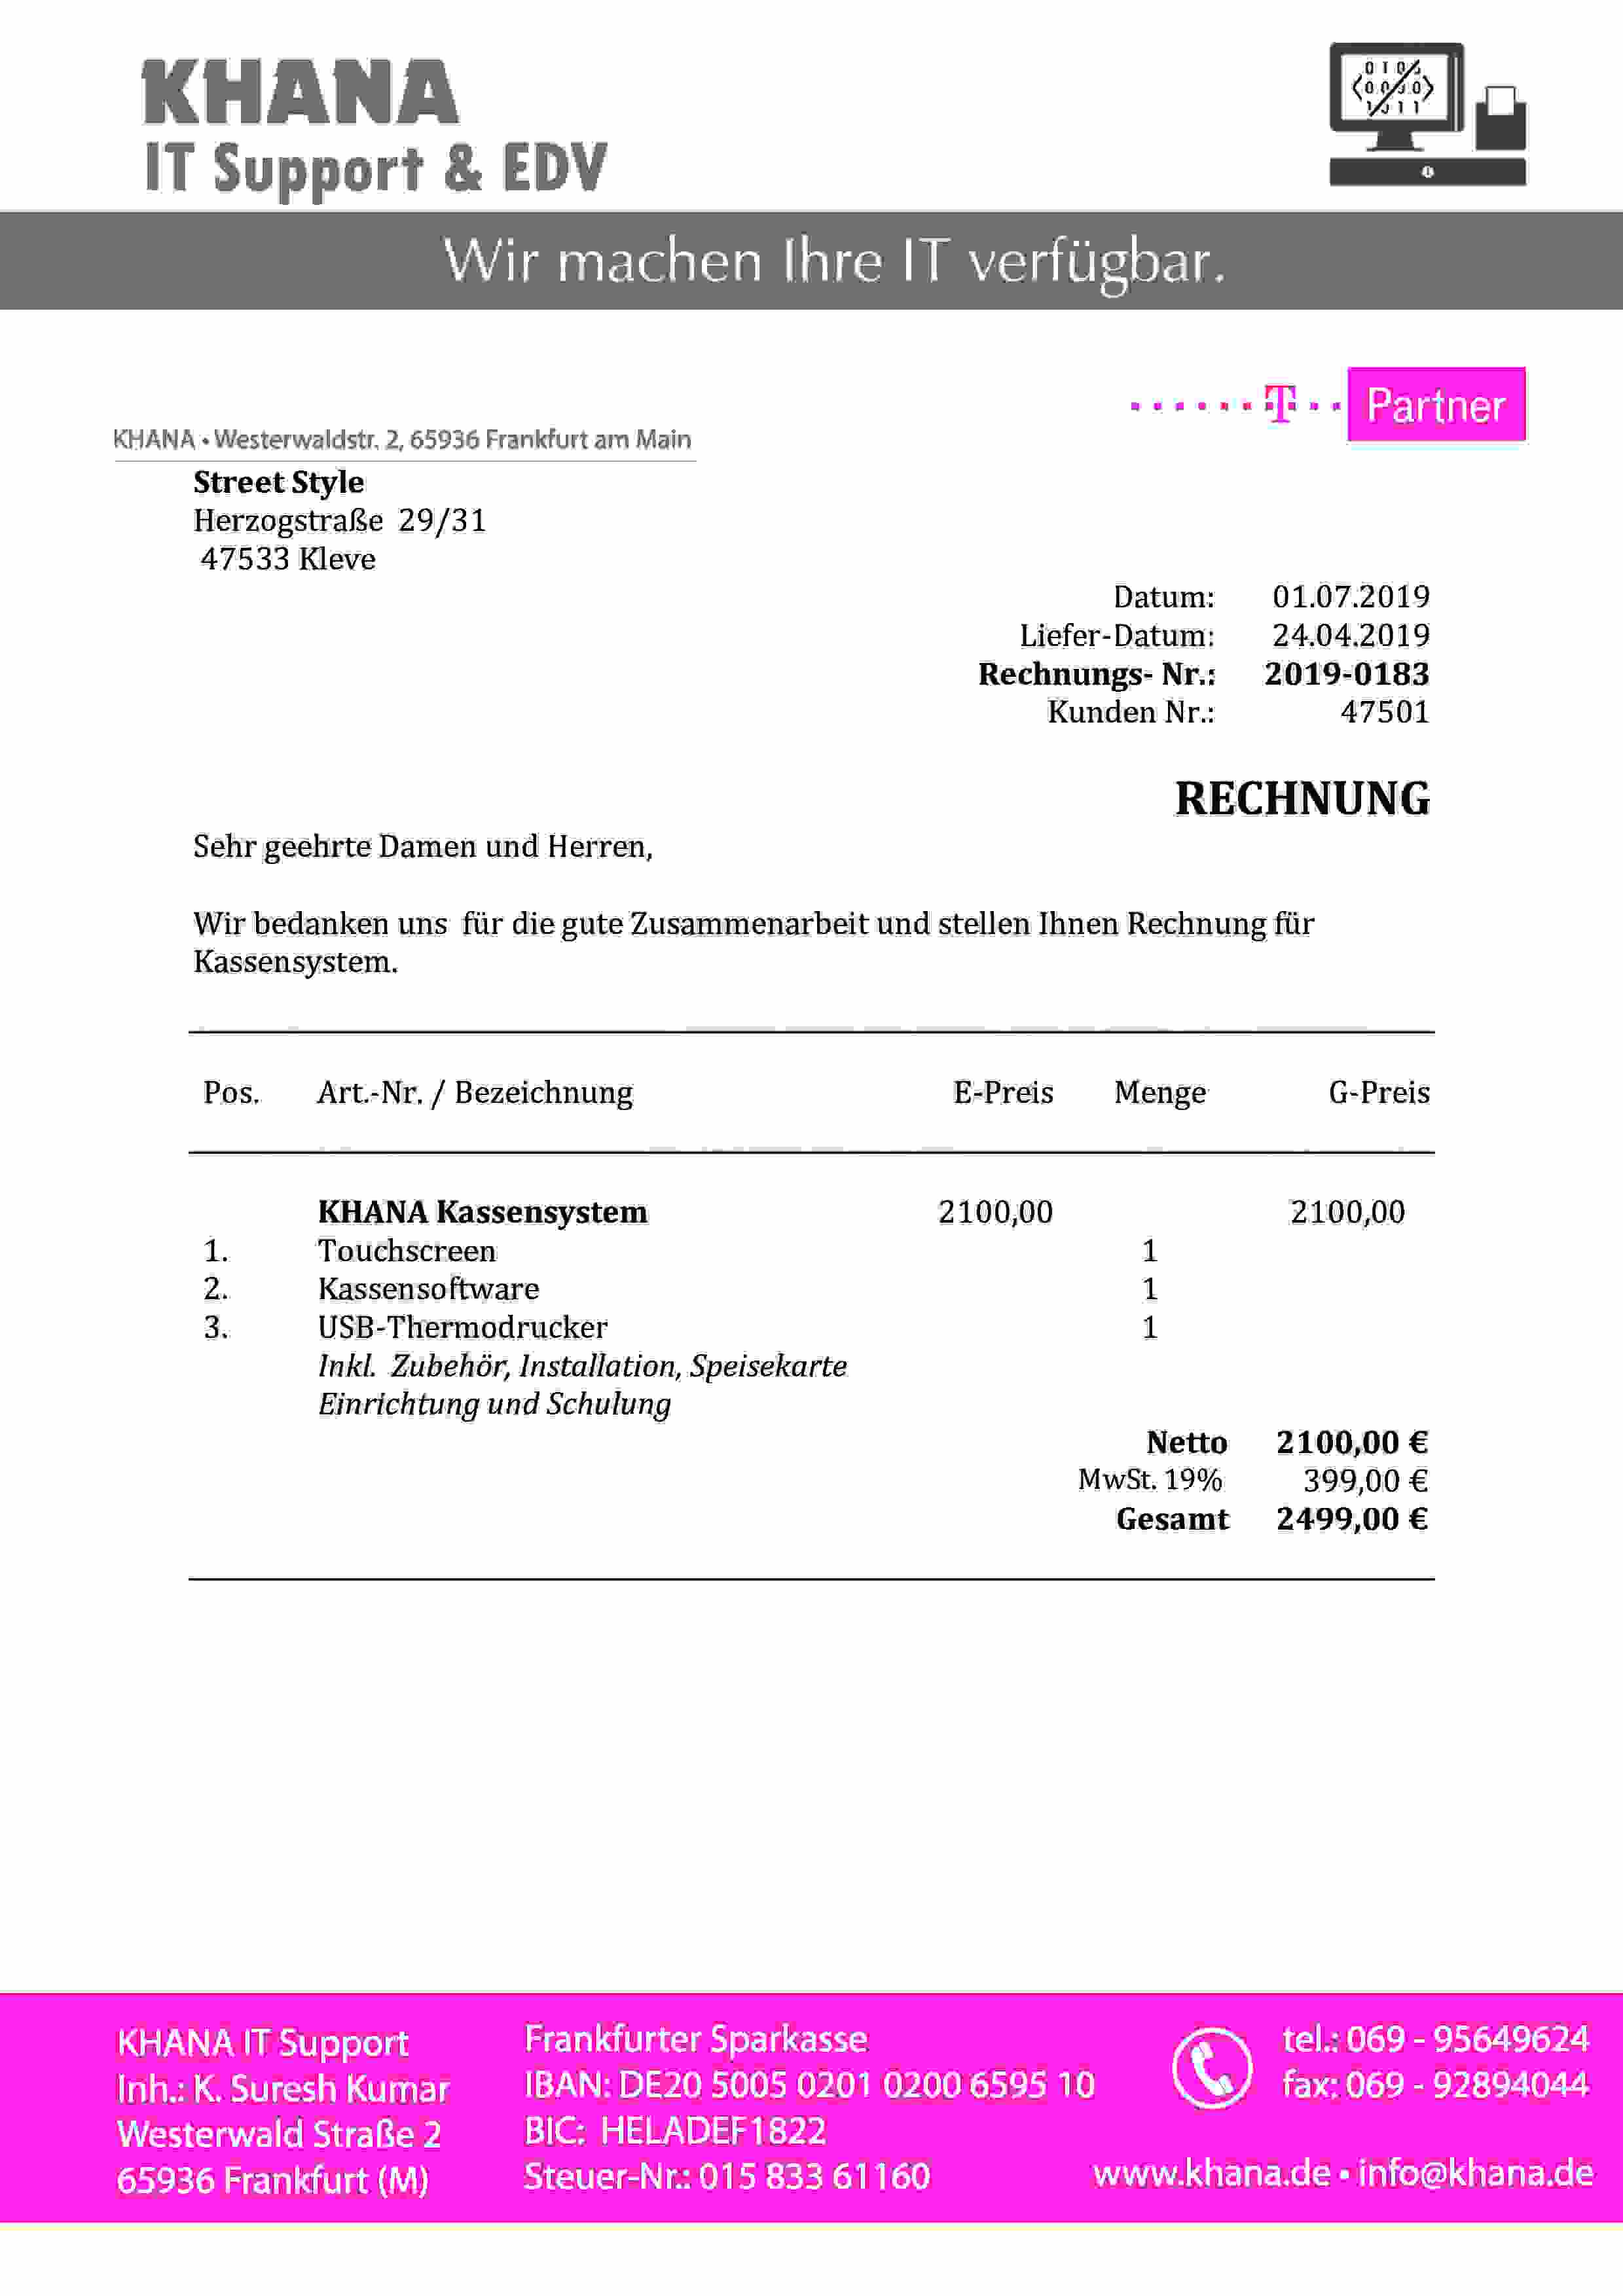 KHANA
IT Support & EDV
Wir machen Ihre IT verfügbar.
T Partner
KHANA • Westerwaldstr. 2, 65936 Frankfurt am Main
Street Style
Herzogstraße 29/31
47533 Kleve
Datum: 01.07.2019
Liefer-Datum: 24.04.2019
Rechnungs- Nr.: 2019-0183
Kunden Nr.: 47501
RECHNUNG
Sehr geehrte Damen und Herren,
Wir bedanken uns für die gute Zusammenarbeit und stellen Ihnen Rechnung für
Kassensystem.
Pos. Art.-Nr. / Bezeichnung E-Preis Menge G-Preis
KHANA Kassensystem 2100,00 2100,00
1. Touchscreen 1
2. Kassensoftware 1
3. USB-Thermodrucker 1
Inkl. Zubehör, Installation, Speisekarte
Einrichtung und Schulung
Netto 2100,00 €
MwSt. 19% 399,00 €
Gesamt 2499,00 €
KHANA IT Support
Inh.: K. Suresh Kumar
Westerwald Straße 2
65936 Frankfurt (M)
Frankfurter Sparkasse
IBAN: DE20 5005 0201 0200 6595 10
BIC: HELADEF1822
Steuer-Nr.: 015 833 61160
tel.: 069 - 95649624
fax: 069 - 92894044
www.khana.de • info@khana.de